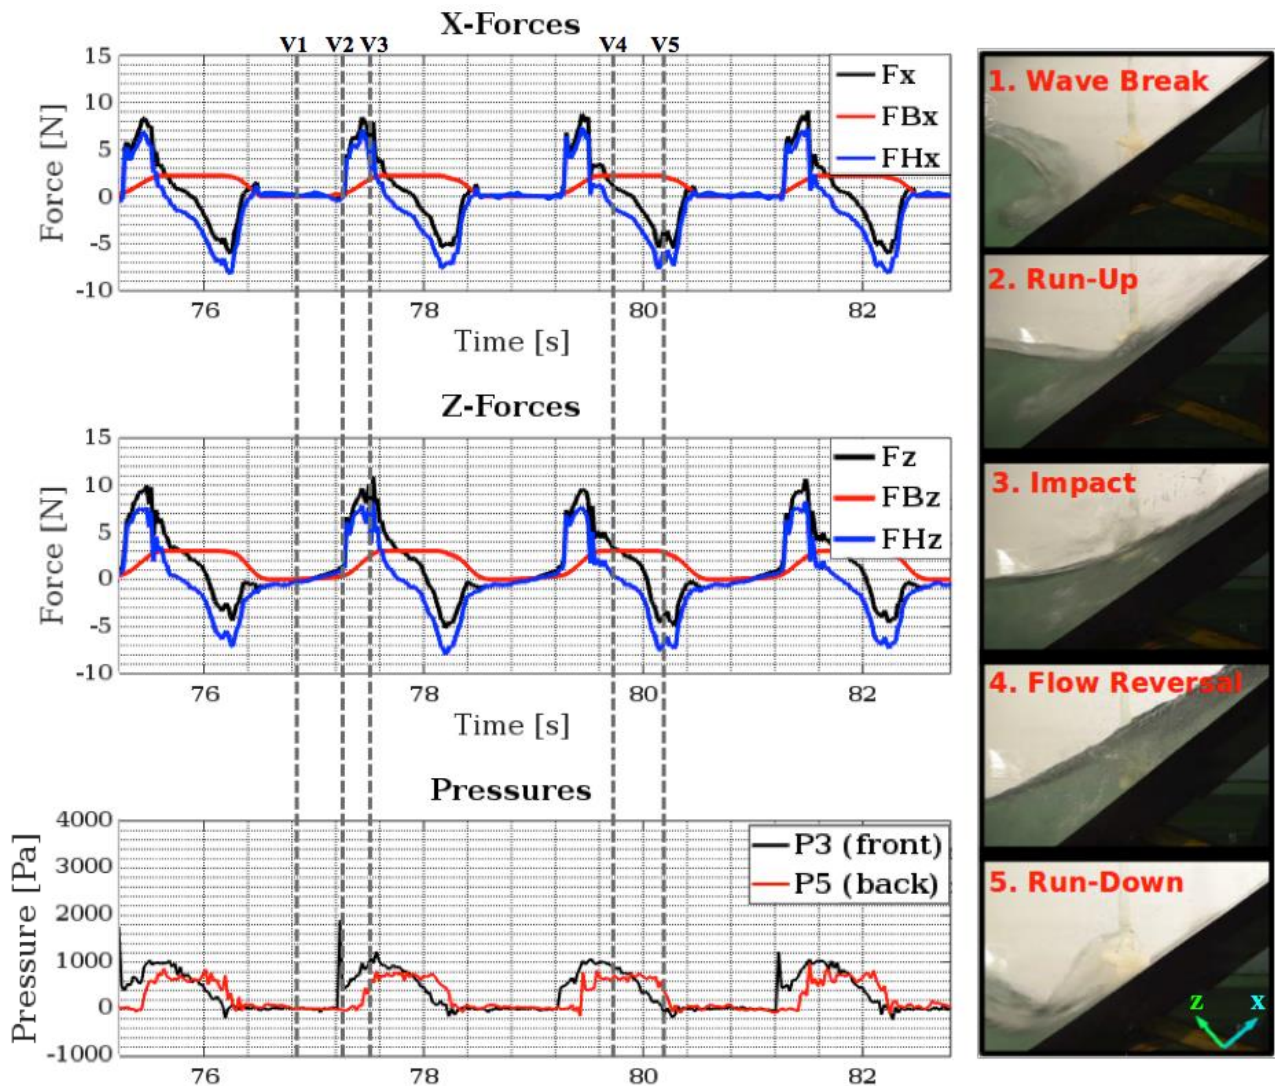 X-Forces
V1 V2 V3 V4 V5
15
10
5
0
-5
-10
Force [N]
Fx
FBx
FHx
76 78 80 82
Time [s]
Z-Forces
15
10
5
0
-5
-10
Force [N]
Fz
FBz
FHz
76 78 80 82
Time [s]
Pressures
4000
3000
2000
1000
0
-1000
Pressure [Pa]
P3 (front)
P5 (back)
76 78 80 82
1. Wave Break
2. Run-Up
3. Impact
4. Flow Reversal
5. Run-Down
z x